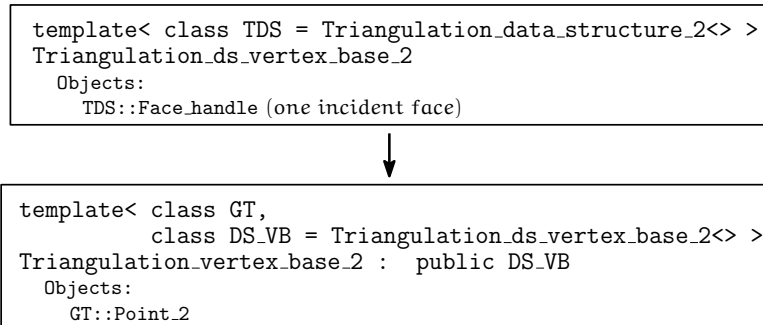 template< class TDS = Triangulation_data_structure_2<> >
Triangulation_ds_vertex_base_2
Objects:
TDS::Face_handle (one incident face)
template< class GT,
class DS_VB = Triangulation_ds_vertex_base_2<> >
Triangulation_vertex_base_2 : public DS_VB
Objects:
GT::Point_2